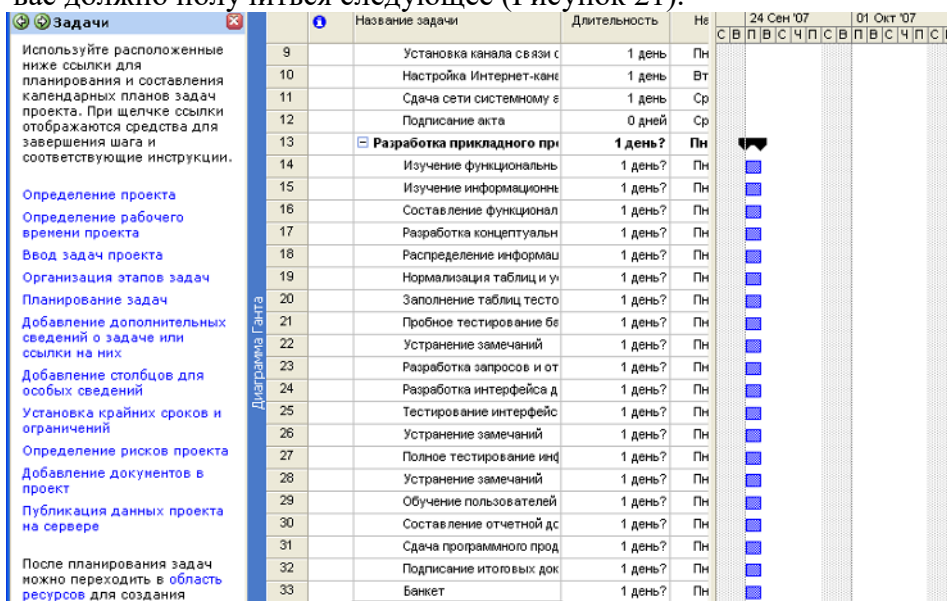 вас должно получиться следующее (Рисунок 21).
Задачи
Используйте расположенные
ниже ссылки для
планирования и составления
календарных планов задач
проекта. При щелчке ссылки
отображаются средства для
завершения шага и
соответствующие инструкции.
Определение проекта
Определение рабочего
времени проекта
Ввод задач проекта
Организация этапов задач
Планирование задач
Добавление дополнительных
сведений о задаче или
ссылки на них
Добавление столбцов для
особых сведений
Установка крайних сроков и
ограничений
Определение рисков проекта
Добавление документов в
проект
Публикация данных проекта
на сервере
После планирования задач
можно переходить в область
ресурсов для создания
Диаграмма Ганта
Название задачи Длительность На 24 Сен '07 01 Окт '07
С В П В С Ч П С В П В С Ч П С
9 Установка канала связи с 1 день Пн
10 Настройка Интернет-кана 1 день Вт
11 Сдача сети системному а 1 день Ср
12 Подписание акта 0 дней Ср
13 Разработка прикладного про 1 день? Пн
14 Изучение функциональн 1 день? Пн
15 Изучение информационн 1 день? Пн
16 Составление функционал 1 день? Пн
17 Разработка концептуальн 1 день? Пн
18 Распределение информац 1 день? Пн
19 Нормализация таблиц и у 1 день? Пн
20 Заполнение таблиц тесто 1 день? Пн
21 Пробное тестирование ба 1 день? Пн
22 Устранение замечаний 1 день? Пн
23 Разработка запросов и от 1 день? Пн
24 Разработка интерфейса д 1 день? Пн
25 Тестирование интерфейс 1 день? Пн
26 Устранение замечаний 1 день? Пн
27 Полное тестирование инф 1 день? Пн
28 Устранение замечаний 1 день? Пн
29 Обучение пользователей 1 день? Пн
30 Составление отчетной до 1 день? Пн
31 Сдача программного прод 1 день? Пн
32 Подписание итоговых док 1 день? Пн
33 Банкет 1 день? Пн